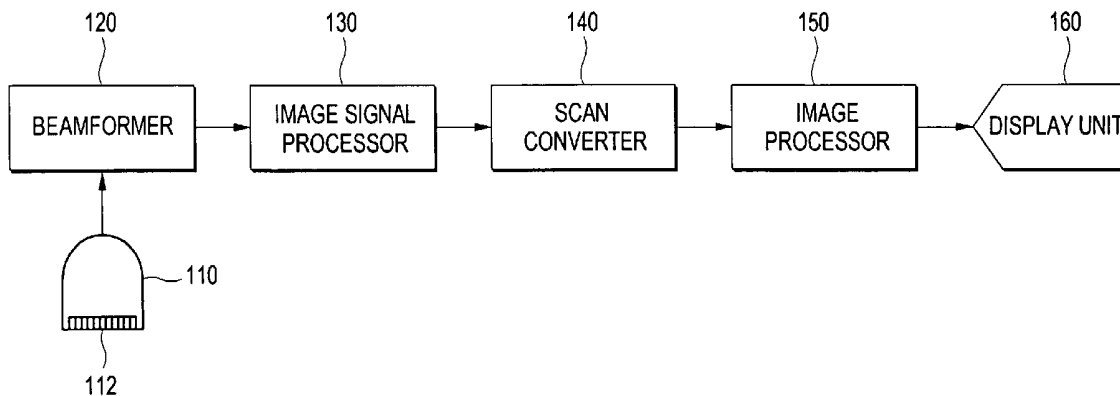 120
130
140
150
160
BEAMFORMER
IMAGE SIGNAL
PROCESSOR
SCAN
CONVERTER
IMAGE
PROCESSOR
DISPLAY UNIT
110
112